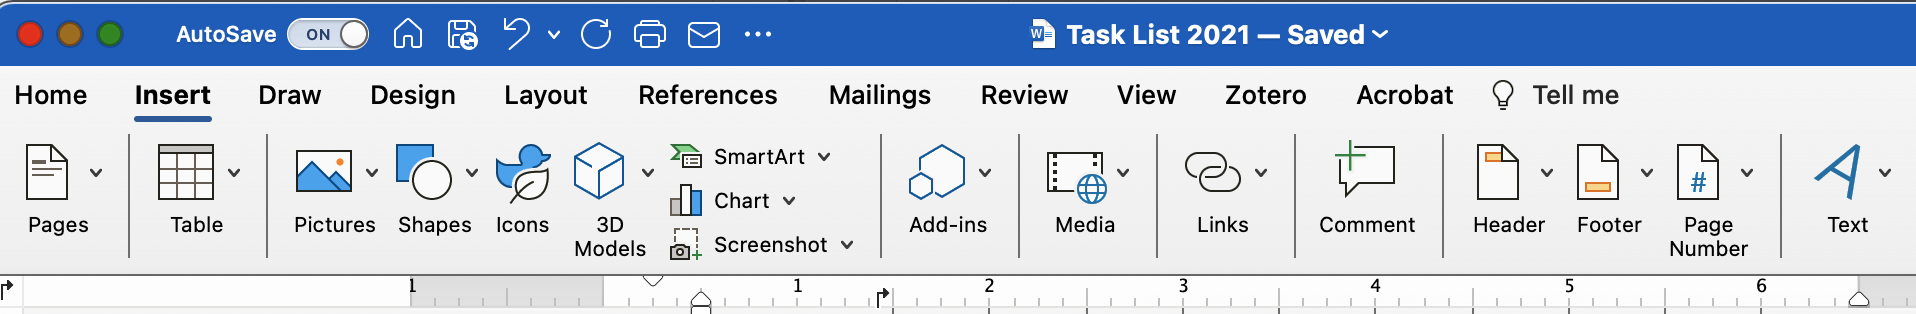 AutoSave ON W Task List 2021 — Saved
Home Insert Draw Design Layout References Mailings Review View Zotero Acrobat Tell me
SmartArt
Chart
#
Pages Table Pictures Shapes Icons 3D Models Screenshot Add-ins Media Links Comment Header Footer Page Number Text
1 1 2 3 4 5 6